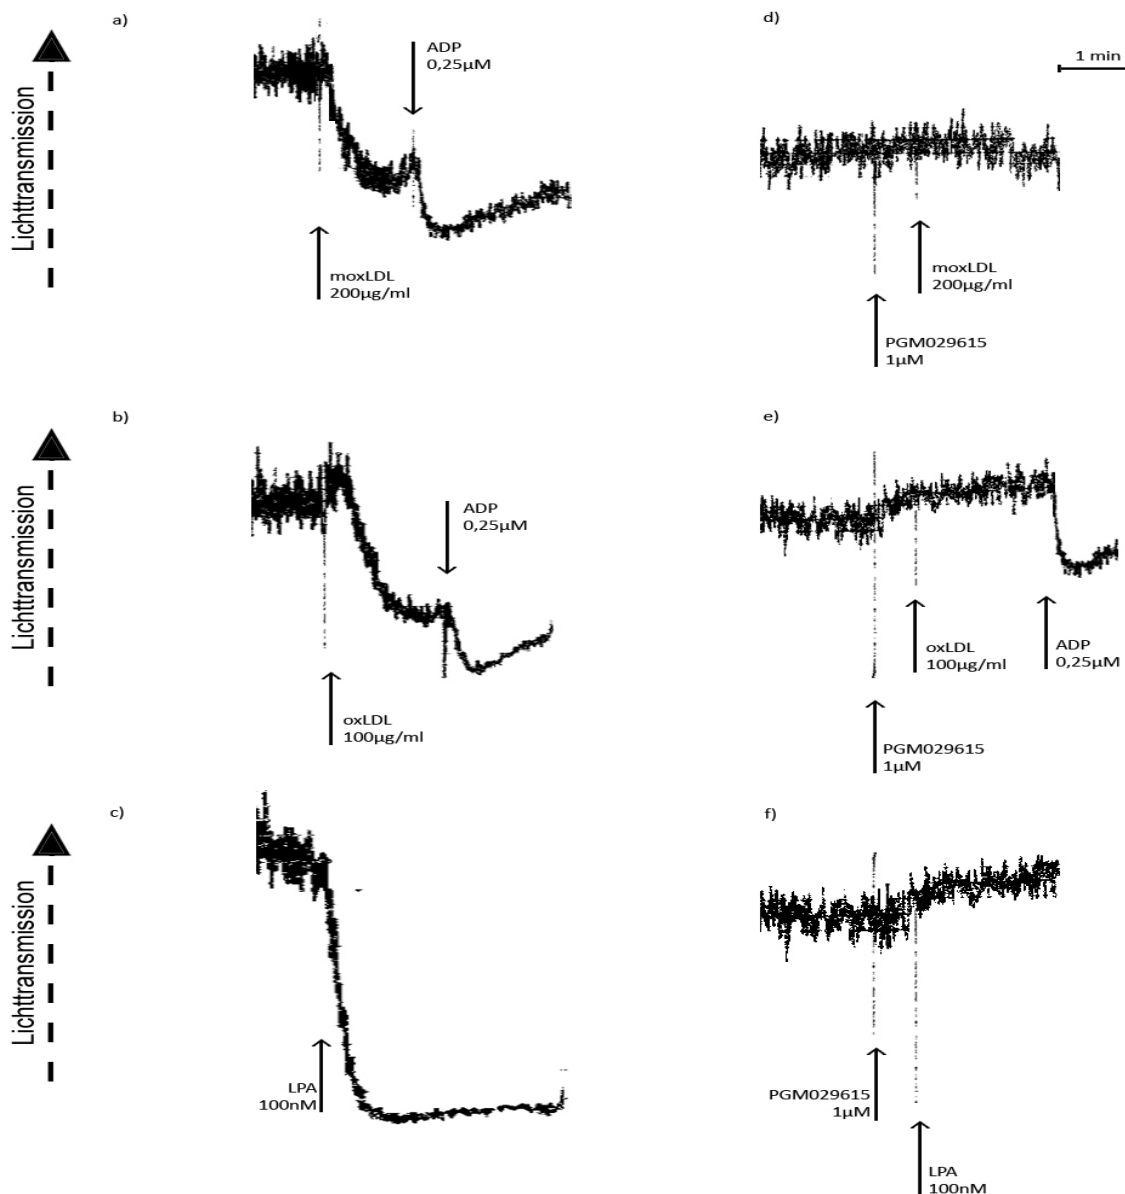 a)
Lichttransmission
ADP
0,25µM
moxLDL
200µg/ml
d)
1 min
moxLDL
200µg/ml
PGM029615
1µM
b)
Lichttransmission
ADP
0,25µM
oxLDL
100µg/ml
e)
oxLDL
100µg/ml
ADP
0,25µM
PGM029615
1µM
c)
Lichttransmission
LPA
100nM
f)
PGM029615
1µM
LPA
100nM